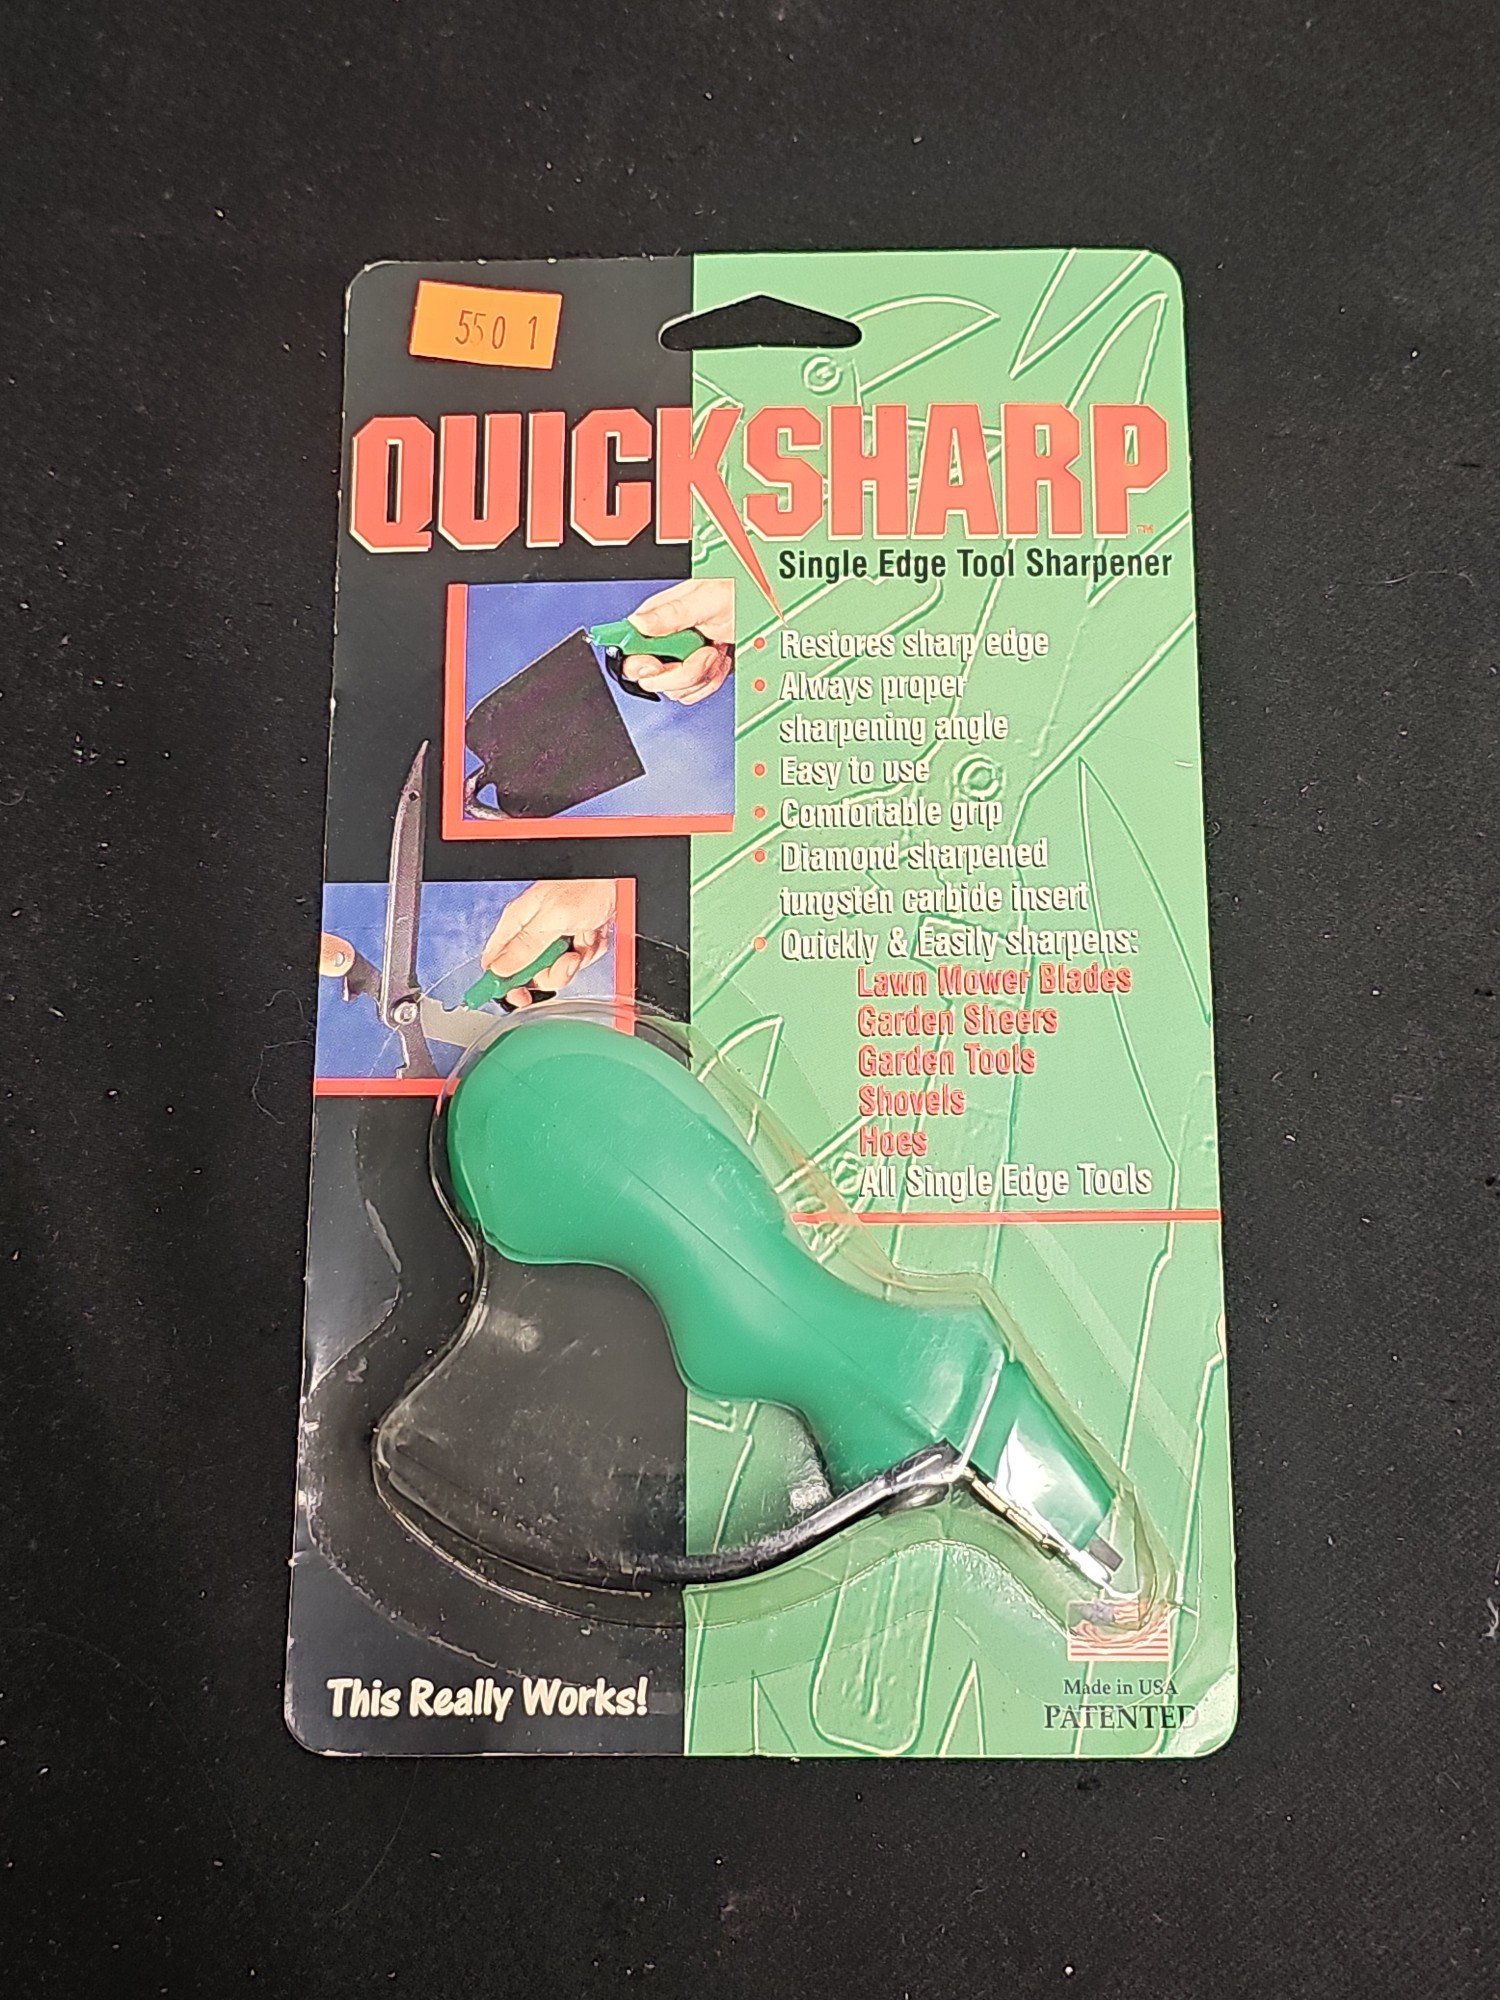 550 1
QUICKSHARP™
Single Edge Tool Sharpener
• Restores sharp edge
• Always proper
sharpening angle
• Easy to use
• Comfortable grip
• Diamond sharpened
tungsten carbide insert
• Quickly & Easily sharpens:
Lawn Mower Blades
Garden Sheers
Garden Tools
Shovels
Hoes
All Single Edge Tools
This Really Works!
Made in USA
PATENTED